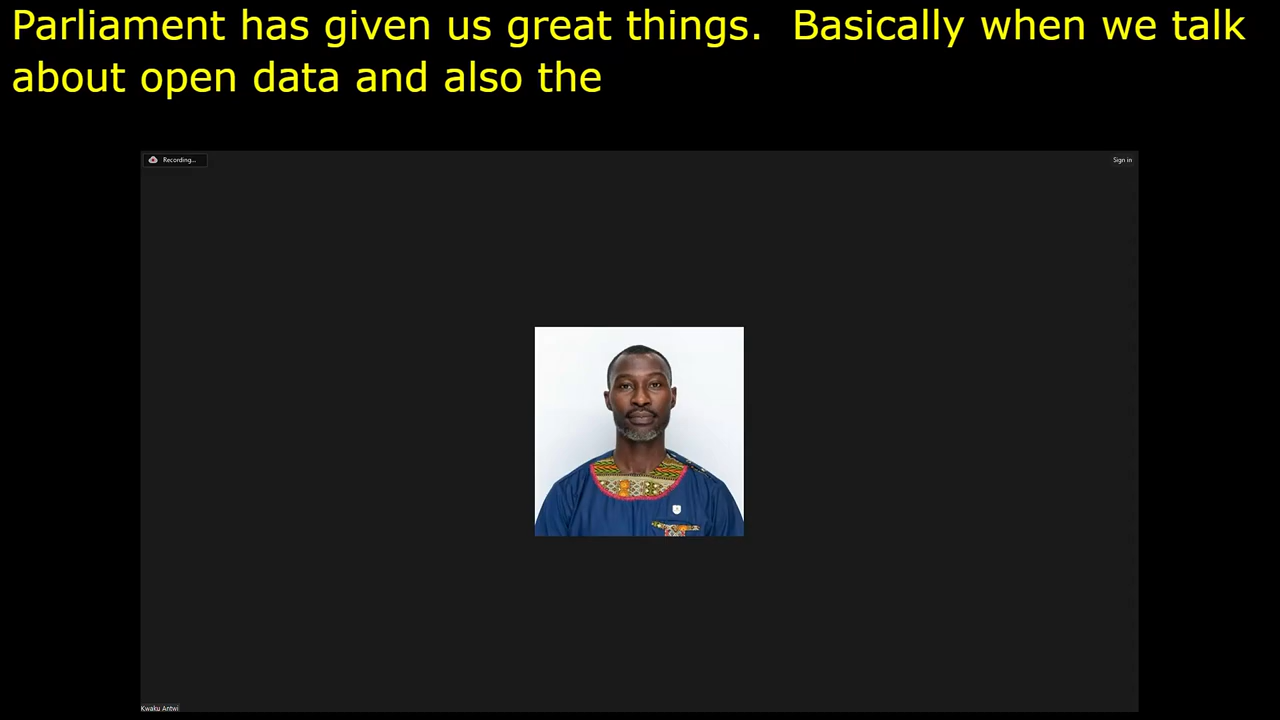 Parliament has given us great things.  Basically when we talk
about open data and also the
Recording...
Sign in
Kwaku Antwi